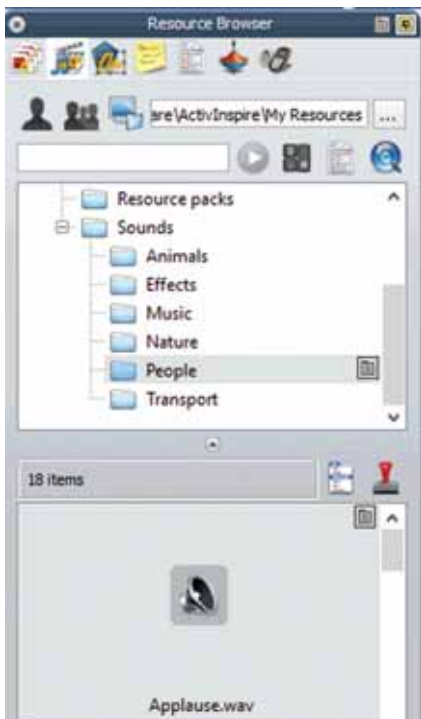 Resource Browser
are\ActivInspire\My Resources ...
Resource packs
Sounds
Animals
Effects
Music
Nature
People
Transport
18 items
Applause.wav